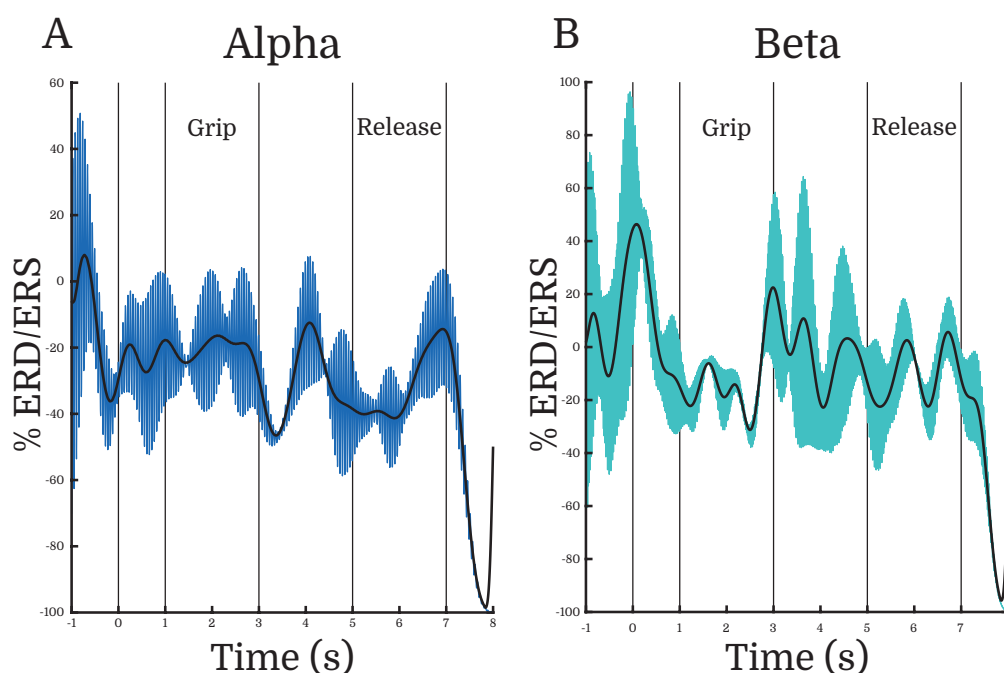 A
Alpha
60
40
20
0
-20
-40
-60
-80
-100
% ERD/ERS
Grip
Release
-1 0 1 2 3 4 5 6 7 8
Time (s)
B
Beta
100
80
60
40
20
0
-20
-40
-60
-80
-100
% ERD/ERS
Grip
Release
-1 0 1 2 3 4 5 6 7
Time (s)